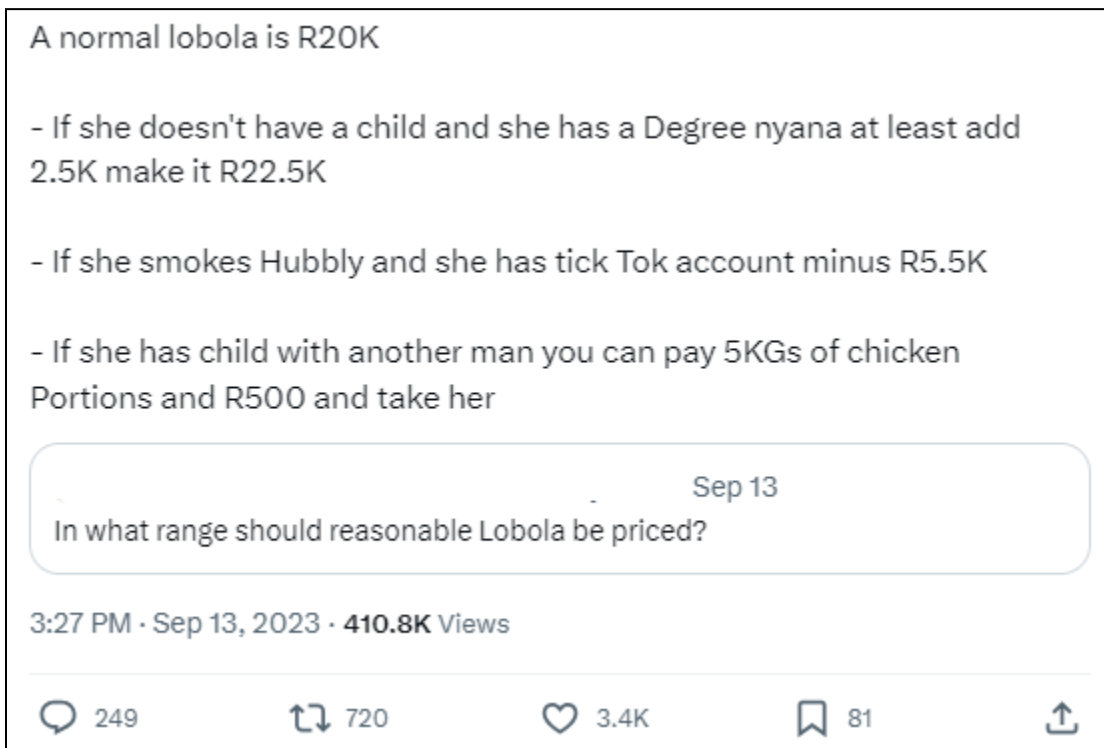 A normal lobola is R20K
- If she doesn't have a child and she has a Degree nyana at least add
2.5K make it R22.5K
- If she smokes Hubbly and she has tick Tok account minus R5.5K
- If she has child with another man you can pay 5KGs of chicken
Portions and R500 and take her
Sep 13
In what range should reasonable Lobola be priced?
3:27 PM · Sep 13, 2023 · 410.8K Views
249 720 3.4K 81